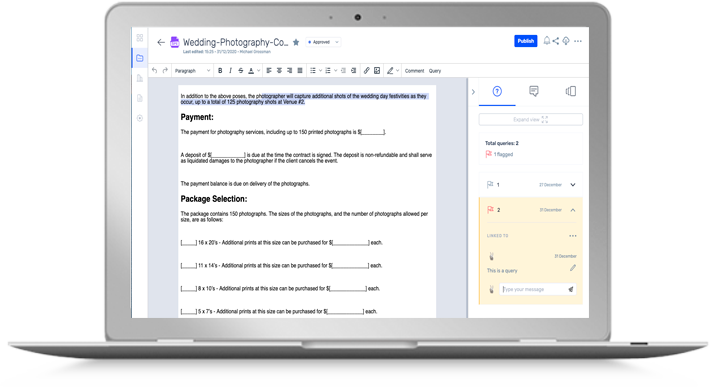 Wedding-Photography-Co...
Approved
Publish
Last edited: 15:25 - 11/12/2020 - Michael Grossman
Paragraph
B I S A
Comment Query
In addition to the above poses, the photographer will capture additional shots of the wedding day festivities as they
occur, up to a total of 125 photography shots at Venue #2.
Payment:
The payment for photography services, including up to 150 printed photographs is $[______].
A deposit of $[________] is due at the time the contract is signed. The deposit is non-refundable and shall serve
as liquidated damages to the photographer if the client cancels the event.
The payment balance is due on delivery of the photographs.
Package Selection:
The package contains 150 photographs. The sizes of the photographs, and the number of photographs allowed per
size, are as follows:
[____] 16 x 20's - Additional prints at this size can be purchased for $[_________] each.
[____] 11 x 14's - Additional prints at this size can be purchased for $[_________] each.
[____] 8 x 10's - Additional prints at this size can be purchased for $[_________] each.
[____] 5 x 7's - Additional prints at this size can be purchased for $[_________] each.
Expand view
Total queries: 2
1 flagged
1 21 December
2 31 December
LINKED TO
31 December
This is a query
Type your message